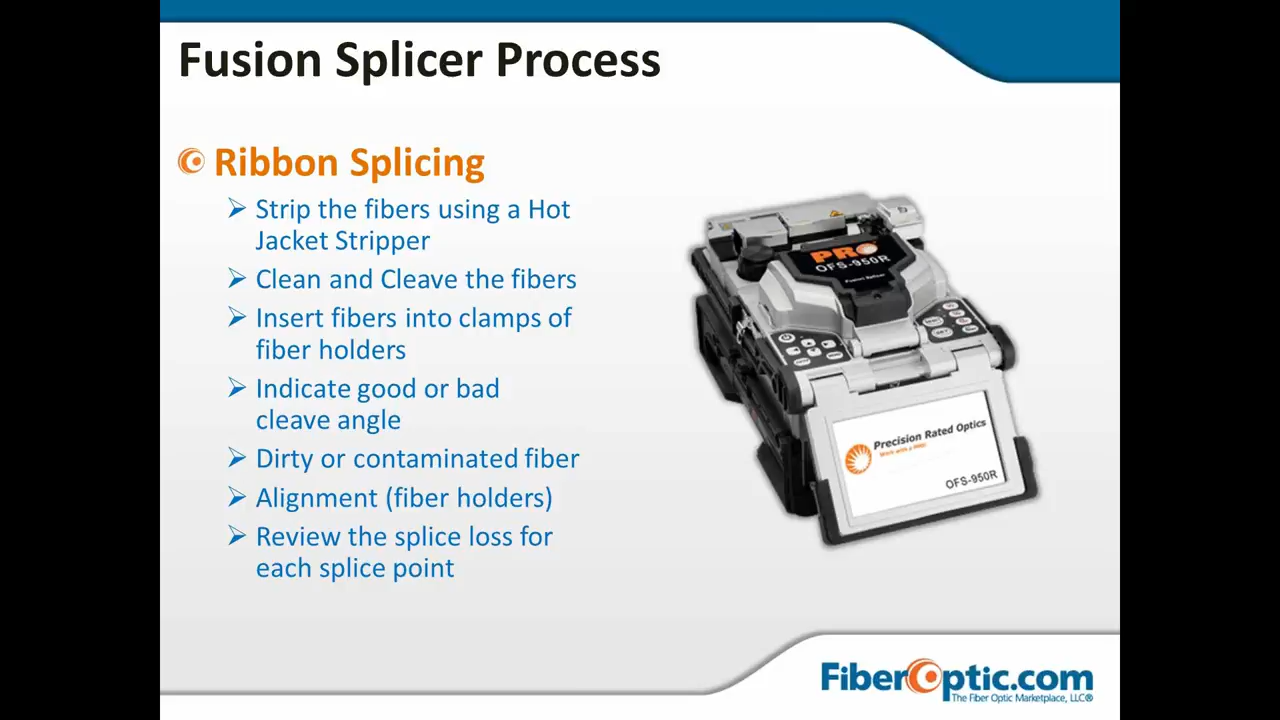 Fusion Splicer Process
Ribbon Splicing
Strip the fibers using a Hot
Jacket Stripper
Clean and Cleave the fibers
Insert fibers into clamps of
fiber holders
Indicate good or bad
cleave angle
Dirty or contaminated fiber
Alignment (fiber holders)
Review the splice loss for
each splice point
PRO
OFS-950R
Fusion Splicer
Precision Rated Optics
OFS-950R
FiberOptic.com
The Fiber Optic Marketplace, LLC®